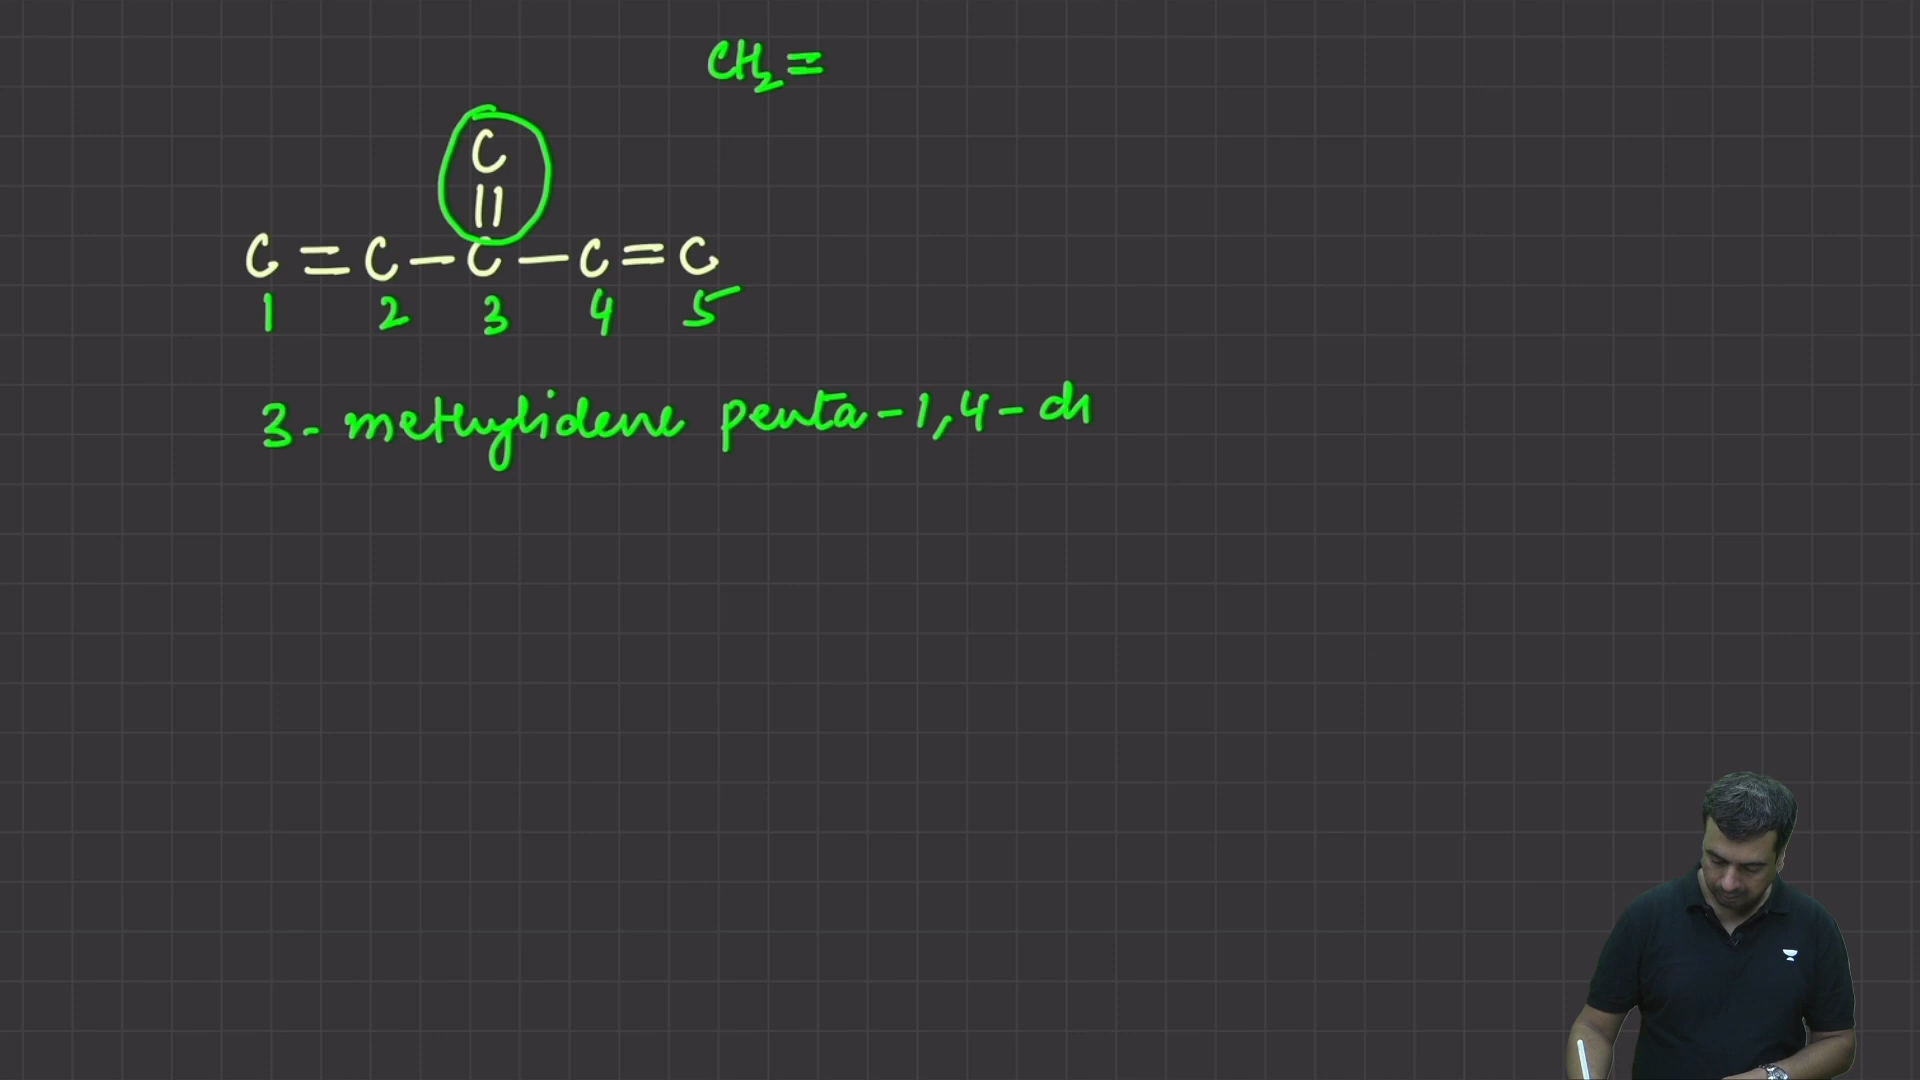 CH₂=
C
||
C=C-C-C=C
1 2 3 4 5
3-methylidene penta-1,4-di